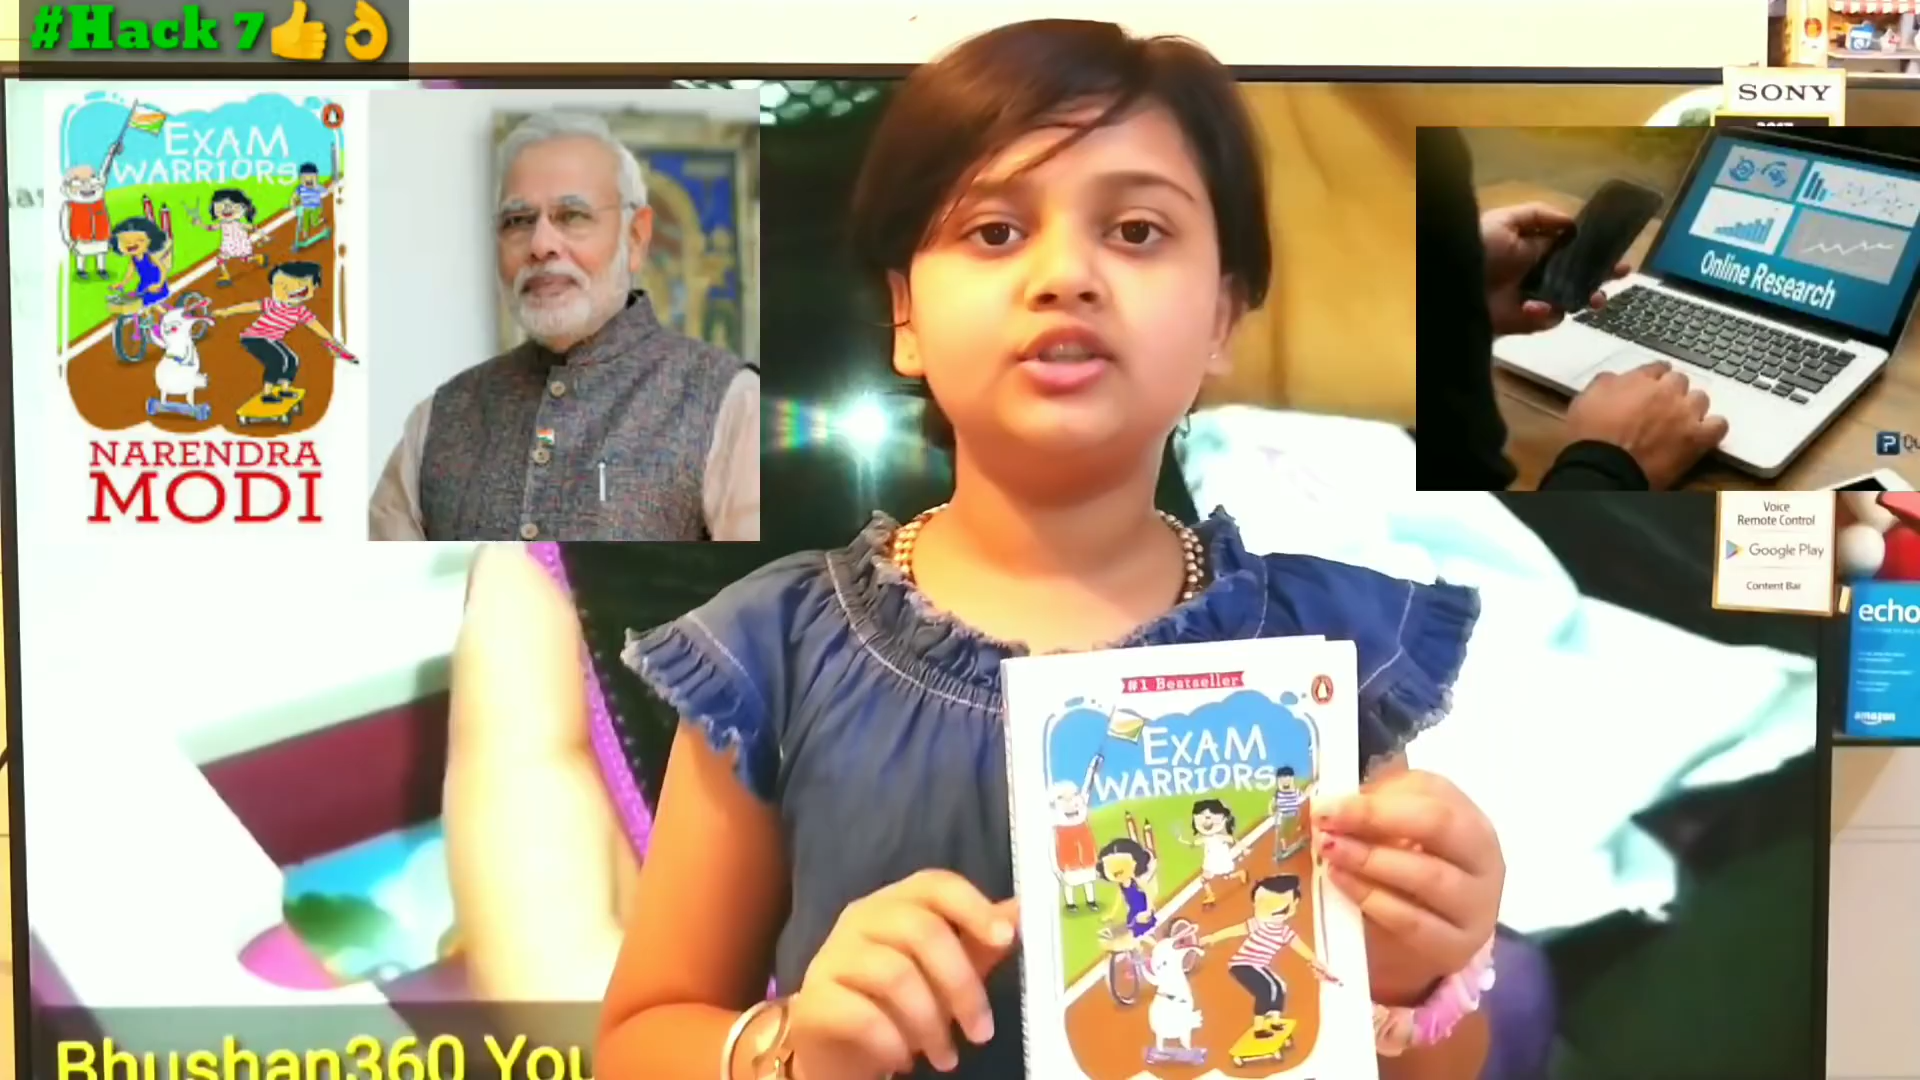 #Hack 7👍👌
EXAM
WARRIORS
NARENDRA
MODI
SONY
Online Research
Voice
Remote Control
Google Play
Content Bar
echo
amazon
#1 Bestseller
EXAM
WARRIORS
Bhushan360 You